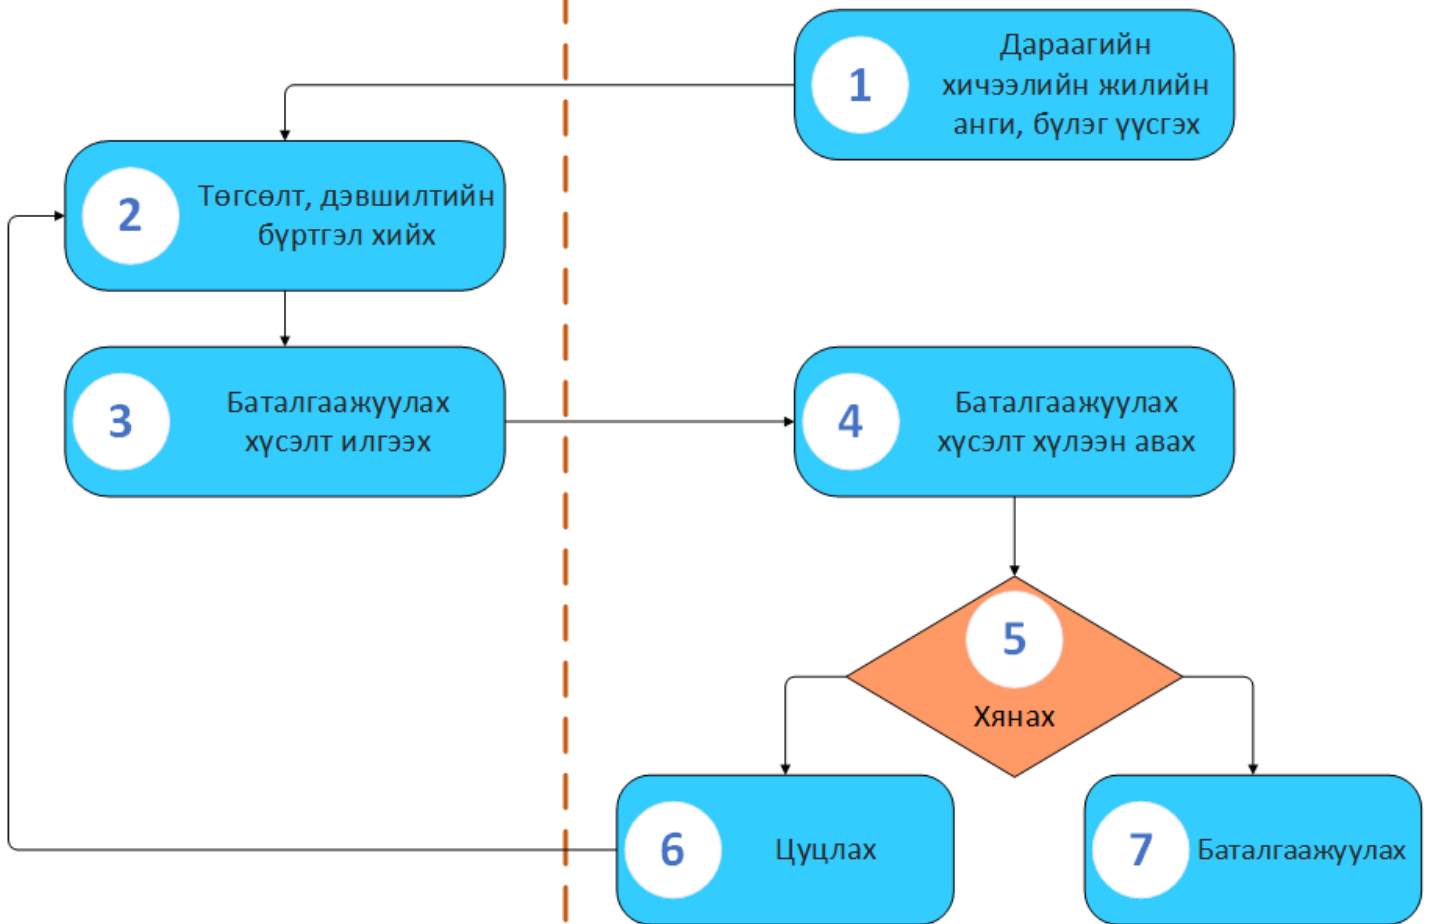 1
Дараагийн
хичээлийн жилийн
анги, бүлэг үүсгэх
2
Төгсөлт, дэвшилтийн
бүртгэл хийх
3
Баталгаажуулах
хүсэлт илгээх
4
Баталгаажуулах
хүсэлт хүлээн авах
5
Хянах
6
Цуцлах
7
Баталгаажуулах